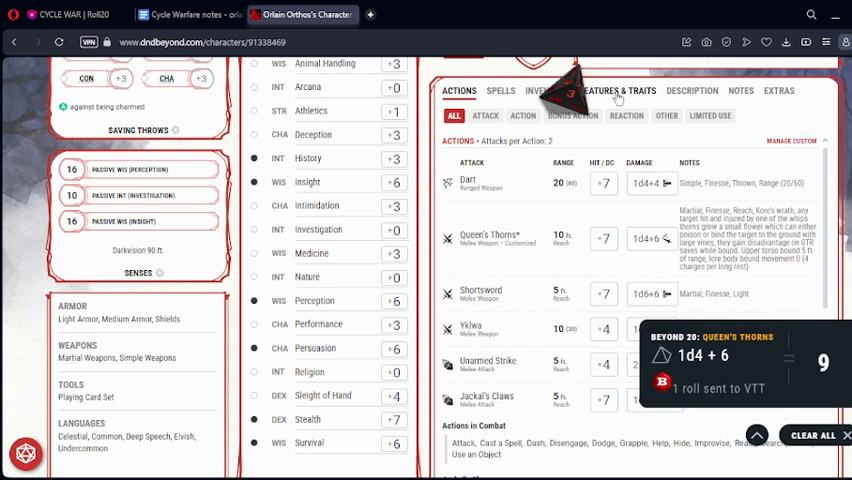 CYCLE WAR | Roll20
Cycle Warfare notes - orla
Orlain Orthos's Character
VPN
www.dndbeyond.com/characters/91338469
CON +3
CHA +3
against being charmed
SAVING THROWS
16 PASSIVE WIS (PERCEPTION)
10 PASSIVE INT (INVESTIGATION)
16 PASSIVE WIS (INSIGHT)
Darkvision 90 ft.
SENSES
ARMOR
Light Armor, Medium Armor, Shields
WEAPONS
Martial Weapons, Simple Weapons
TOOLS
Playing Card Set
LANGUAGES
Celestial, Common, Deep Speech, Elvish,
Undercommon
WIS Animal Handling +3
INT Arcana +0
STR Athletics +1
CHA Deception +3
INT History +3
WIS Insight +6
CHA Intimidation +3
INT Investigation +0
WIS Medicine +3
INT Nature +0
WIS Perception +6
CHA Performance +3
CHA Persuasion +6
INT Religion +0
DEX Sleight of Hand +4
DEX Stealth +7
WIS Survival +6
ACTIONS SPELLS INVEN EATURES & TRAITS DESCRIPTION NOTES EXTRAS
3
ALL ATTACK ACTION BONUS ACTION REACTION OTHER LIMITED USE
ACTIONS • Attacks per Action: 2
MANAGE CUSTOM
ATTACK RANGE HIT / DC DAMAGE NOTES
Dart 20 (60) +7 1d4+4 Simple, Finesse, Thrown, Range (20/60)
Ranged Weapon
Queen's Thorns* 10 ft. +7 1d4+6
Melee Weapon • Customized Reach
Martial, Finesse, Reach, Kore's wrath, any
target hit and injured by one of the whips
thorns grow a small flower which can either
poison or bind the target to the ground with
large vines, they gain disadvantage on STR
saves while bound. Upper torso bound 5 ft
of range, lore body bound movement 0 (4
charges per long rest)
Shortsword 5 ft. +7 1d6+6 Martial, Finesse, Light
Melee Weapon Reach
Yklwa 10 (20) +4
Melee Weapon
Unarmed Strike 5 ft. +4 2
Melee Attack Reach
Jackal's Claws 5 ft. +7
Melee Attack Reach
Actions in Combat
Attack, Cast a Spell, Dash, Disengage, Dodge, Grapple, Help, Hide, Improvise, Ready, Search
Use an Object
BEYOND 20: QUEEN'S THORNS
1d4 + 6 = 9
1 roll sent to VTT
CLEAR ALL